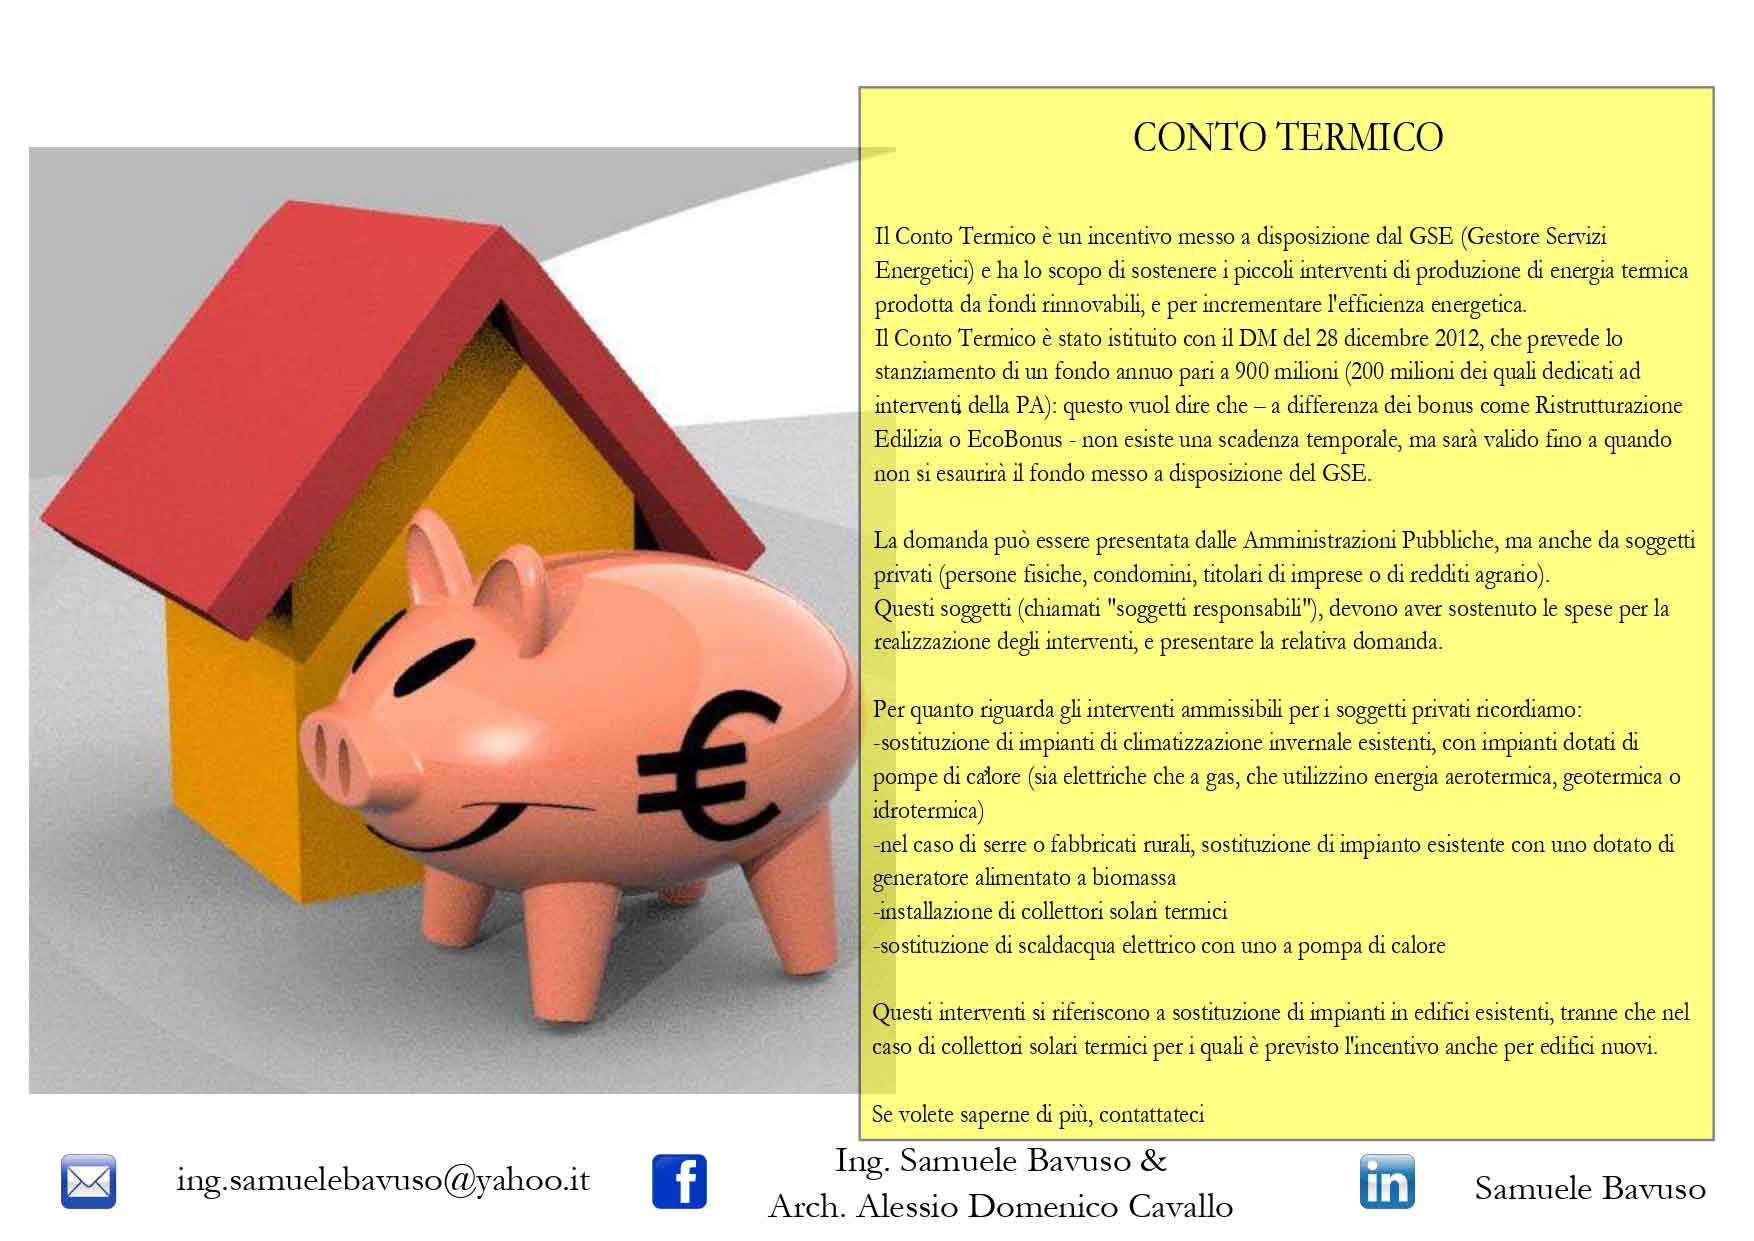 CONTO TERMICO
Il Conto Termico è un incentivo messo a disposizione dal GSE (Gestore Servizi
Energetici) e ha lo scopo di sostenere i piccoli interventi di produzione di energia termica
prodotta da fondi rinnovabili, e per incrementare l'efficienza energetica.
Il Conto Termico è stato istituito con il DM del 28 dicembre 2012, che prevede lo
stanziamento di un fondo annuo pari a 900 milioni (200 milioni dei quali dedicati ad
interventi della PA): questo vuol dire che – a differenza dei bonus come Ristrutturazione
Edilizia o EcoBonus - non esiste una scadenza temporale, ma sarà valido fino a quando
non si esaurirà il fondo messo a disposizione del GSE.
La domanda può essere presentata dalle Amministrazioni Pubbliche, ma anche da soggetti
privati (persone fisiche, condomini, titolari di imprese o di redditi agrario).
Questi soggetti (chiamati "soggetti responsabili"), devono aver sostenuto le spese per la
realizzazione degli interventi, e presentare la relativa domanda.
Per quanto riguarda gli interventi ammissibili per i soggetti privati ricordiamo:
-sostituzione di impianti di climatizzazione invernale esistenti, con impianti dotati di
pompe di calore (sia elettriche che a gas, che utilizzino energia aerotermica, geotermica o
idrotermica)
-nel caso di serre o fabbricati rurali, sostituzione di impianto esistente con uno dotato di
generatore alimentato a biomassa
-installazione di collettori solari termici
-sostituzione di scaldacqua elettrico con uno a pompa di calore
Questi interventi si riferiscono a sostituzione di impianti in edifici esistenti, tranne che nel
caso di collettori solari termici per i quali è previsto l'incentivo anche per edifici nuovi.
Se volete saperne di più, contattateci
€
ing.samuelebavuso@yahoo.it
f
Ing. Samuele Bavuso &
Arch. Alessio Domenico Cavallo
in
Samuele Bavuso